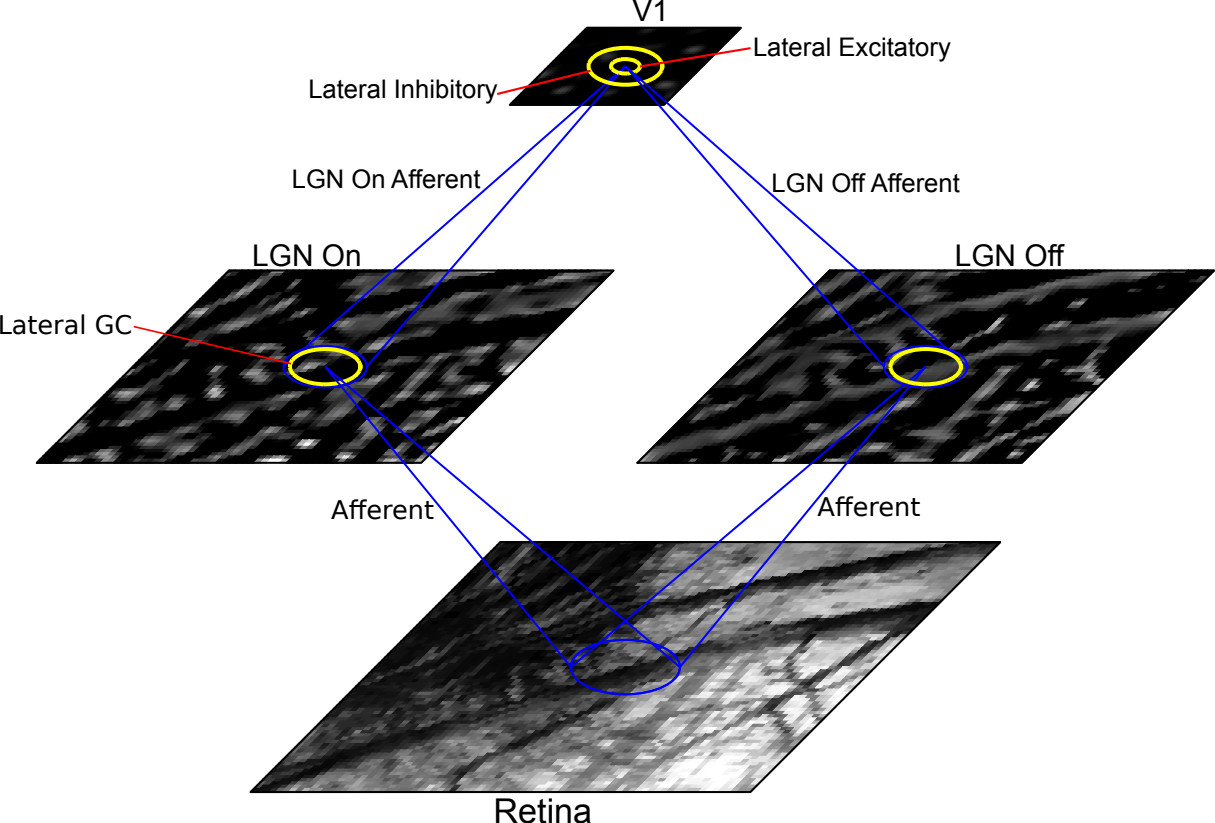 V1
Lateral Excitatory
Lateral Inhibitory
LGN On Afferent
LGN Off Afferent
LGN On
LGN Off
Lateral GC
Afferent
Afferent
Retina